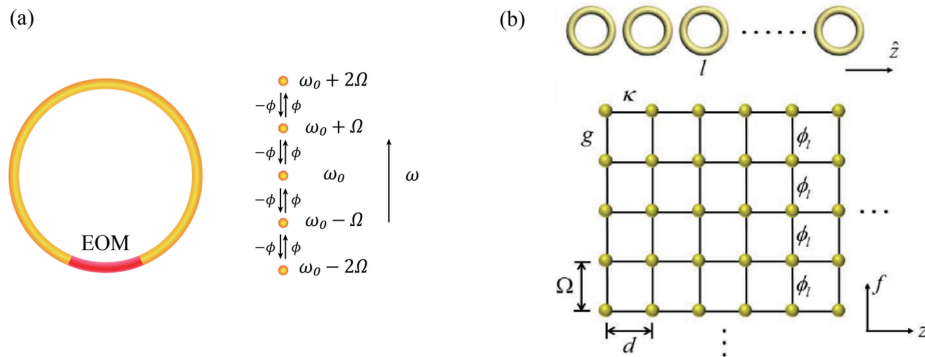 (a)
ω₀ + 2Ω
−ϕ ϕ
ω₀ + Ω
−ϕ ϕ
ω₀
ω
−ϕ ϕ
ω₀ − Ω
−ϕ ϕ
ω₀ − 2Ω
EOM
(b)
......
l
ẑ
κ
g
ϕₗ
ϕₗ
ϕₗ
...
Ω
ϕₗ
d
⋮
f
z